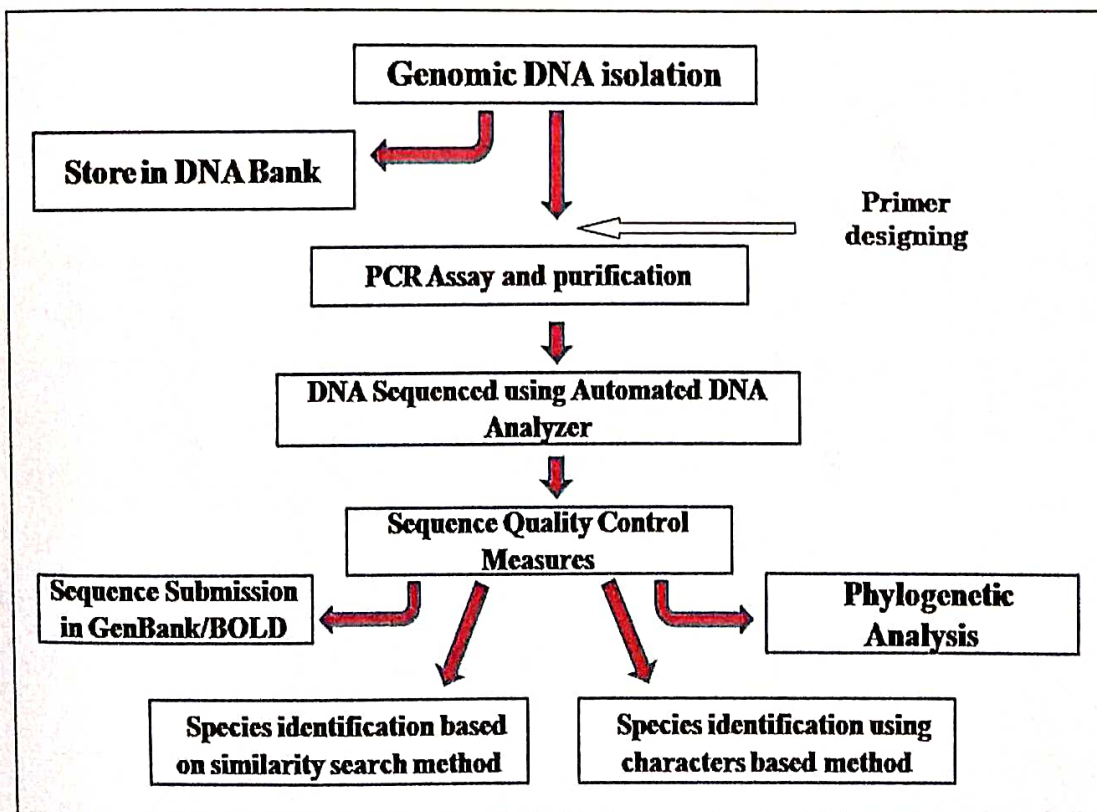 Genomic DNA isolation
Store in DNA Bank
Primer
designing
PCR Assay and purification
DNA Sequenced using Automated DNA
Analyzer
Sequence Quality Control
Measures
Sequence Submission
in GenBank/BOLD
Phylogenetic
Analysis
Species identification based
on similarity search method
Species identification using
characters based method